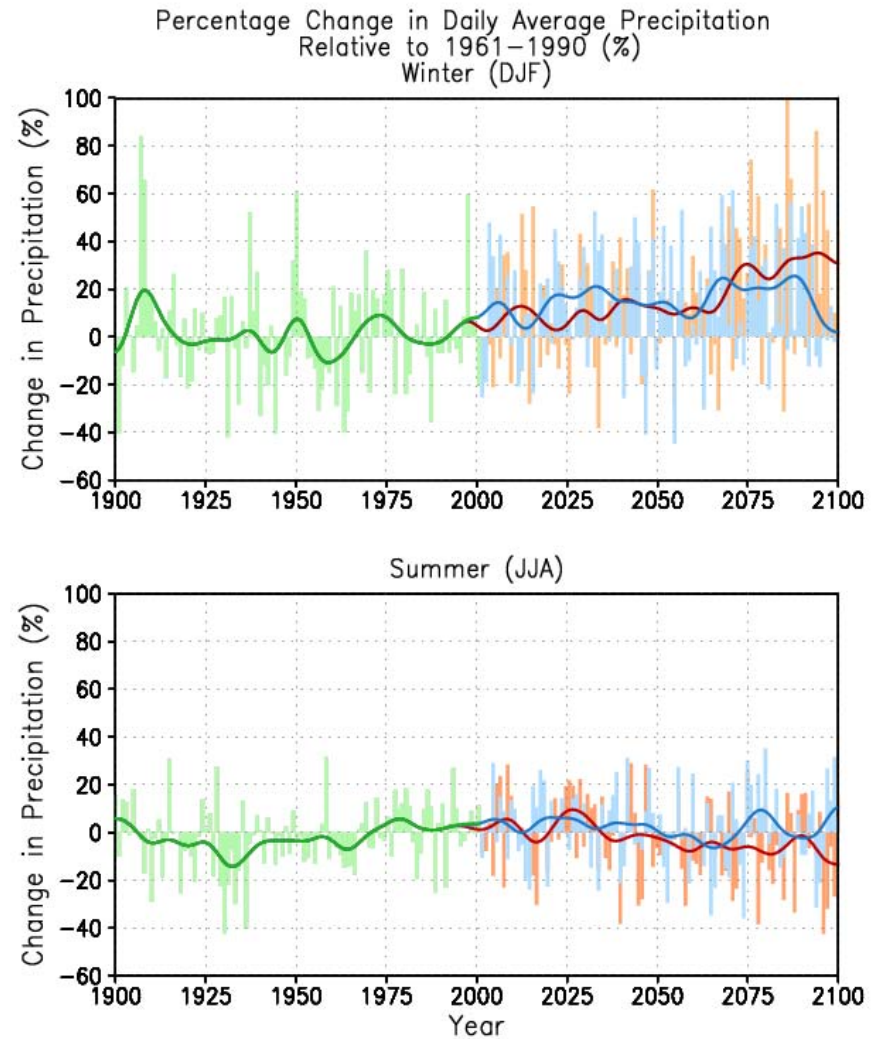 Percentage Change in Daily Average Precipitation
Relative to 1961–1990 (%)
Winter (DJF)
Change in Precipitation (%)
100
80
60
40
20
0
−20
−40
−60
1900 1925 1950 1975 2000 2025 2050 2075 2100
Summer (JJA)
Change in Precipitation (%)
100
80
60
40
20
0
−20
−40
−60
1900 1925 1950 1975 2000 2025 2050 2075 2100
Year